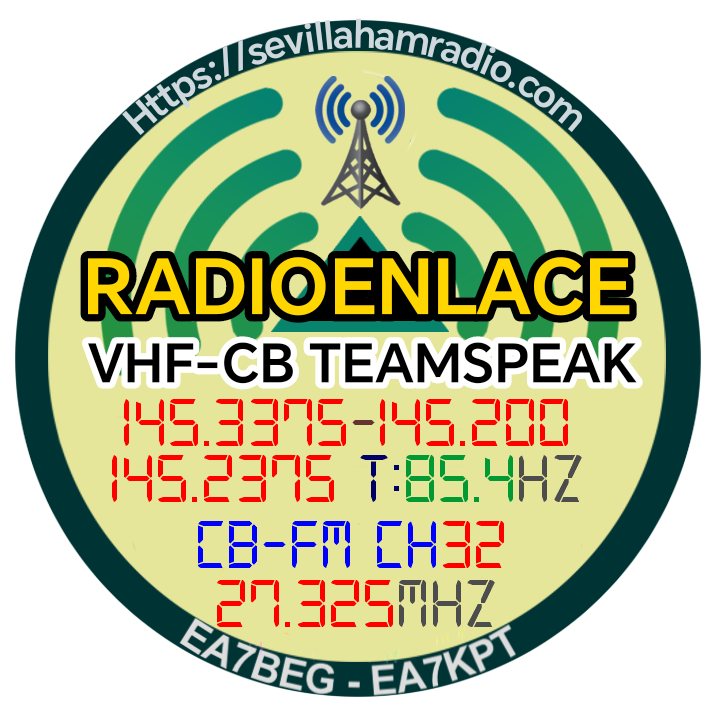 Https://sevillahamradio.com
RADIOENLACE
VHF-CB TEAMSPEAK
145.3375-145.200
145.2375 T:85.4HZ
CB-FM CH32
27.325MHZ
EA7BEG - EA7KPT